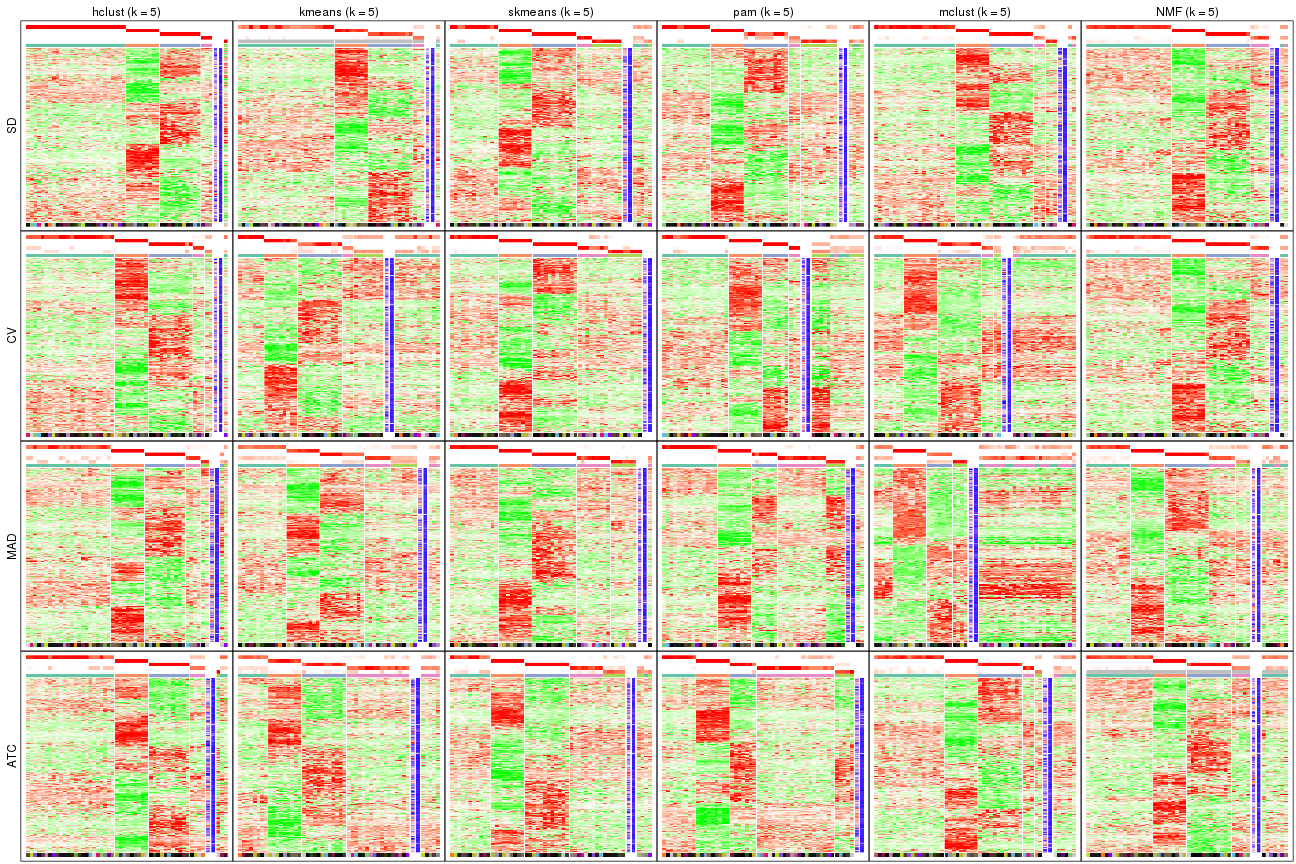 hclust (k = 5) kmeans (k = 5) skmeans (k = 5) pam (k = 5) mclust (k = 5) NMF (k = 5)
SD
CV
MAD
ATC